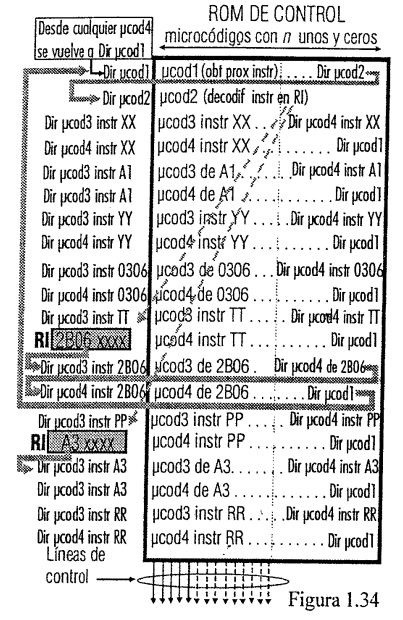 ROM DE CONTROL
microcódigos con n unos y ceros
Desde cualquier µcod4
se vuelve a Dir µcod1
Dir µcod1 µcod1 (obt prox instr) .... Dir µcod2
Dir µcod2 µcod2 (decodif instr en RI)
Dir µcod3 instr XX µcod3 instr XX... Dir µcod4 instr XX
Dir µcod4 instr XX µcod4 instr XX........ Dir µcod1
Dir µcod3 instr A1 µcod3 de A1..... Dir µcod4 instr A1
Dir µcod3 instr A1 µcod4 de A1 ........ Dir µcod1
Dir µcod3 instr YY µcod3 instr YY... Dir µcod4 instr YY
Dir µcod4 instr YY µcod4 instr YY........ Dir µcod1
Dir µcod3 instr 0306 µcod3 de 0306 ... Dir µcod4 instr 0306
Dir µcod4 instr 0306 µcod4 de 0306 ........ Dir µcod1
Dir µcod3 instr TT µcod3 instr TT.... Dir µcod4 instr TT
RI 2B06 xxxx µcod4 instr TT........ Dir µcod1
Dir µcod3 instr 2B06 µcod3 de 2B06 . Dir µcod4 de 2B06
Dir µcod4 instr 2B06 µcod4 de 2B06 ........ Dir µcod1
Dir µcod3 instr PP µcod3 instr PP .... Dir µcod4 instr PP
RI A3 xxxx µcod4 instr PP ........ Dir µcod1
Dir µcod3 instr A3 µcod3 de A3....... Dir µcod4 instr A3
Dir µcod3 instr A3 µcod4 de A3 ........ Dir µcod1
Dir µcod3 instr RR µcod3 instr RR ..... Dir µcod4 instr RR
Dir µcod4 instr RR µcod4 instr RR ........ Dir µcod1
Líneas de
control
Figura 1.34